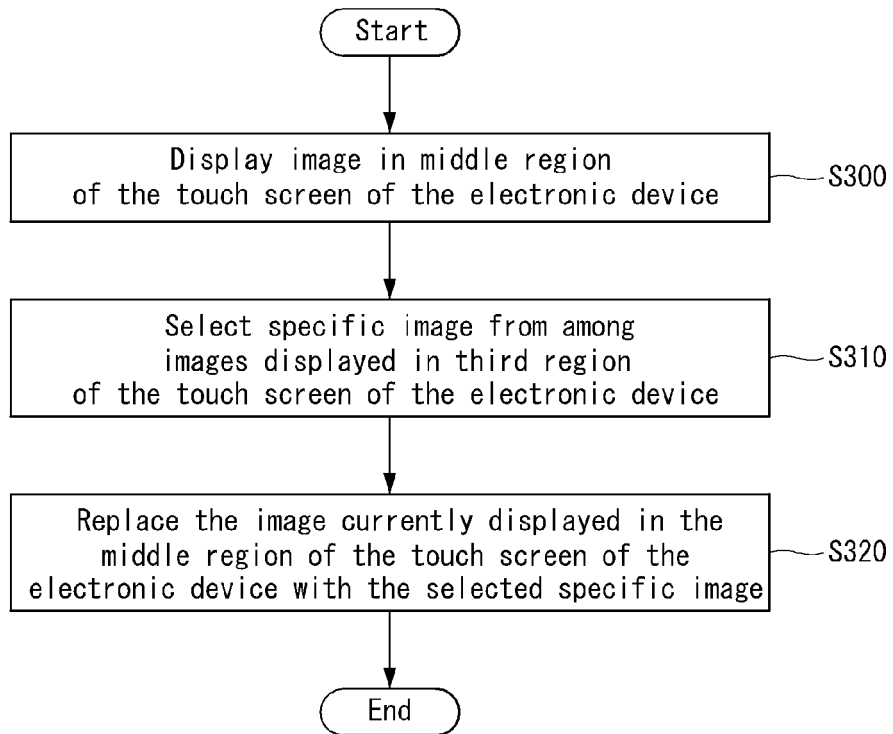 Start
Display image in middle region
of the touch screen of the electronic device
S300
Select specific image from among
images displayed in third region
of the touch screen of the electronic device
S310
Replace the image currently displayed in the
middle region of the touch screen of the
electronic device with the selected specific image
S320
End